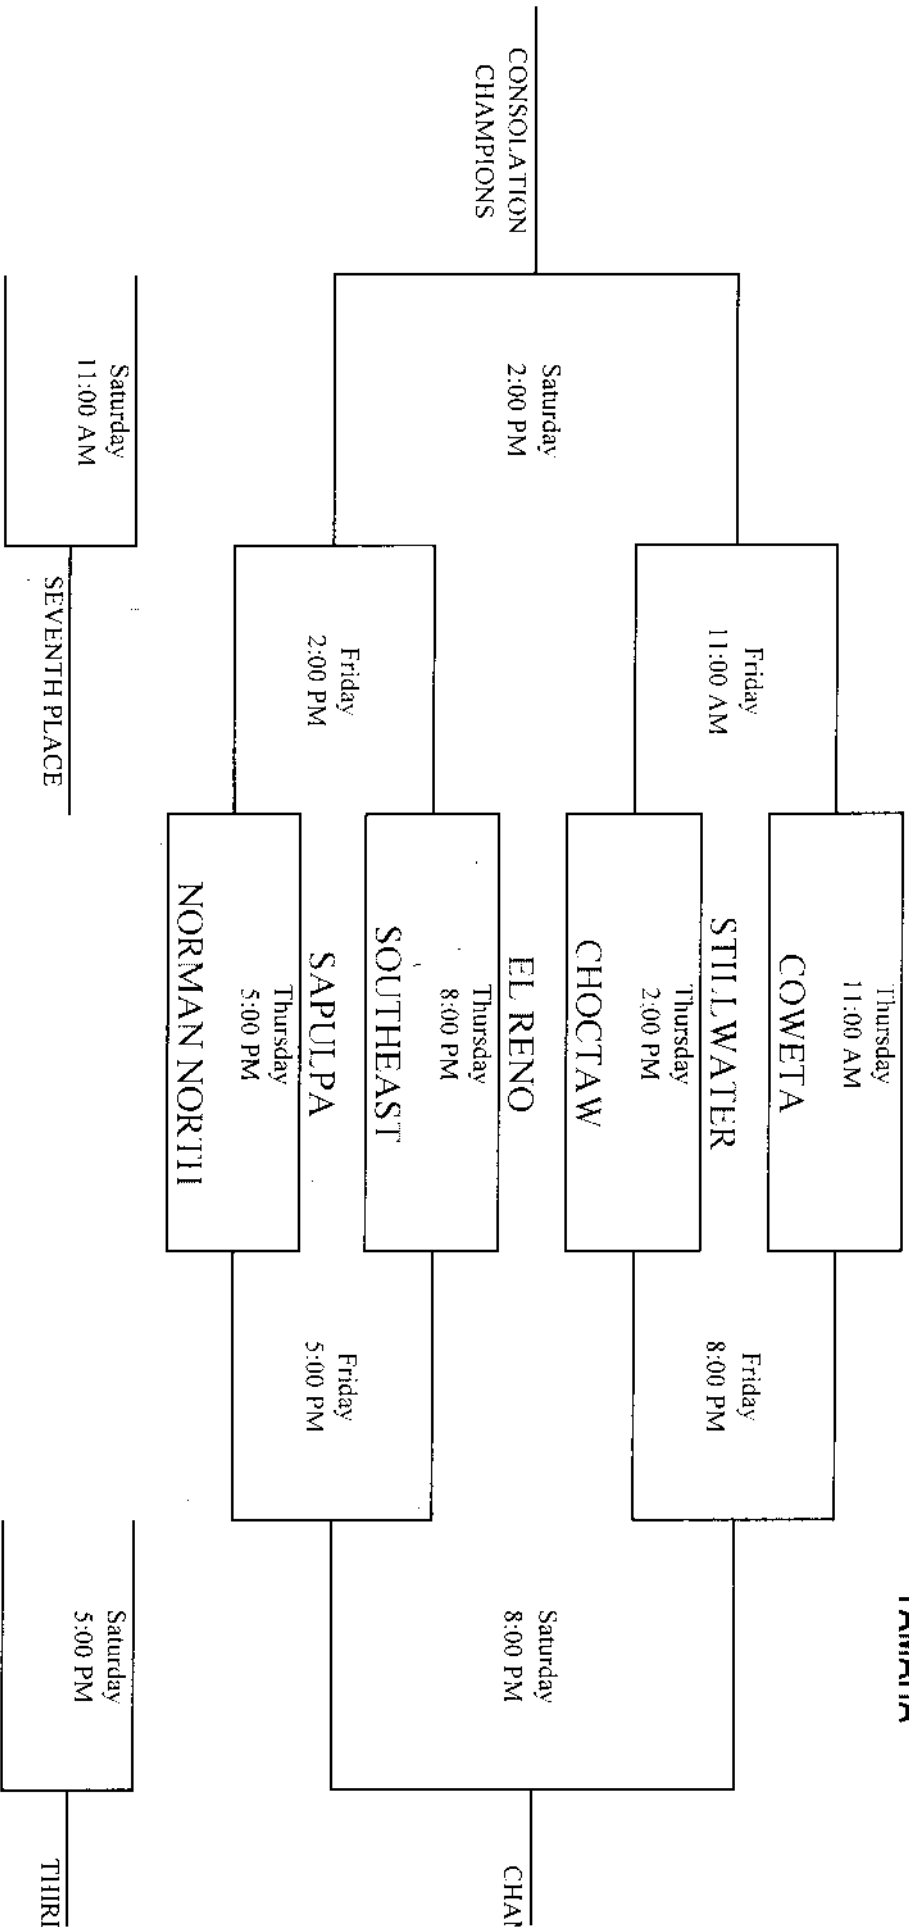 Thursday
11:00 AM
COWETA
Friday
11:00 AM
Friday
8:00 PM
STILLWATER
Thursday
2:00 PM
CHOCTAW
Saturday
2:00 PM
Saturday
8:00 PM
CONSOLATION
CHAMPIONS
EL RENO
Thursday
8:00 PM
SOUTHEAST
Friday
2:00 PM
Friday
5:00 PM
SAPULPA
Thursday
5:00 PM
NORMAN NORTH
Saturday
11:00 AM
SEVENTH PLACE
Saturday
5:00 PM